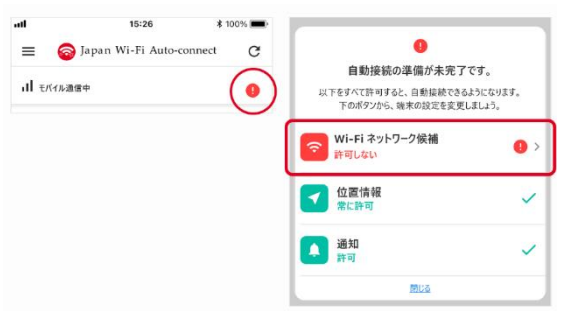 15:26
100%
Japan Wi-Fi Auto-connect
モバイル通信中
自動接続の準備が未完了です。
以下をすべて許可すると、自動接続できるようになります。
下のボタンから、端末の設定を変更しましょう。
Wi-Fi ネットワーク候補
許可しない
位置情報
常に許可
通知
許可
閉じる